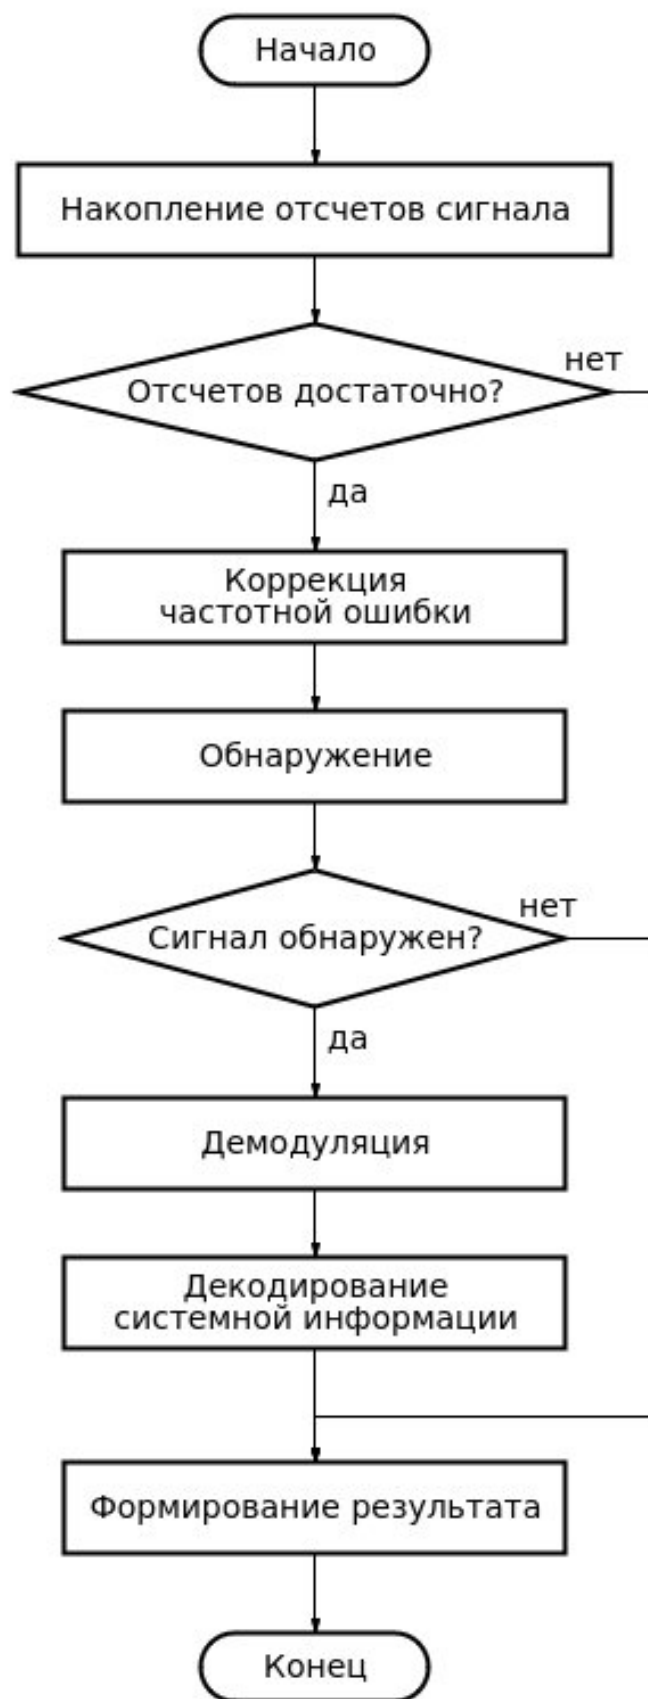 Начало
Накопление отсчетов сигнала
нет
Отсчетов достаточно?
да
Коррекция
частотной ошибки
Обнаружение
нет
Сигнал обнаружен?
да
Демодуляция
Декодирование
системной информации
Формирование результата
Конец